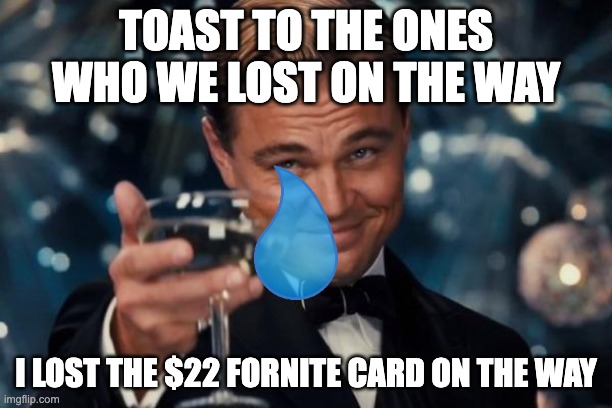 TOAST TO THE ONES
WHO WE LOST ON THE WAY
I LOST THE $22 FORNITE CARD ON THE WAY
imgflip.com